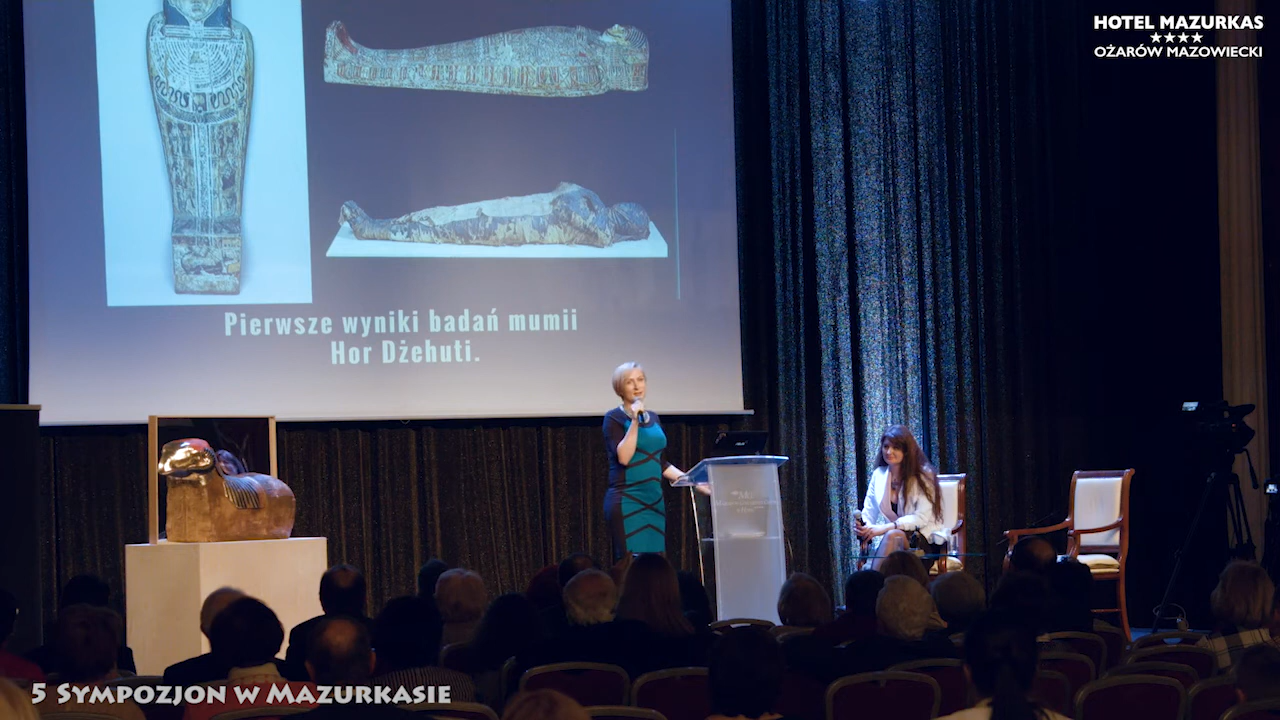 HOTEL MAZURKAS
★★★★
OŻARÓW MAZOWIECKI
Pierwsze wyniki badań mumii
Hor Dżehuti.
5 Sympozjon w Mazurkasie